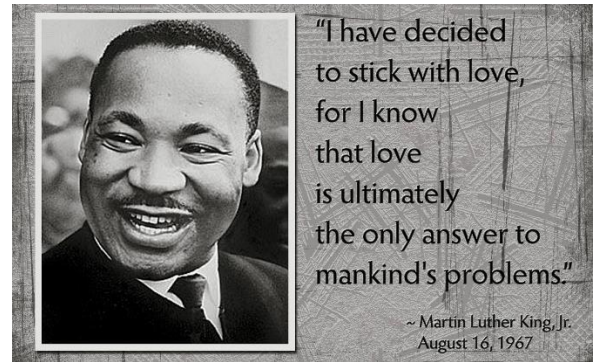 “I have decided
to stick with love,
for I know
that love
is ultimately
the only answer to
mankind's problems.”
~ Martin Luther King, Jr.
August 16, 1967